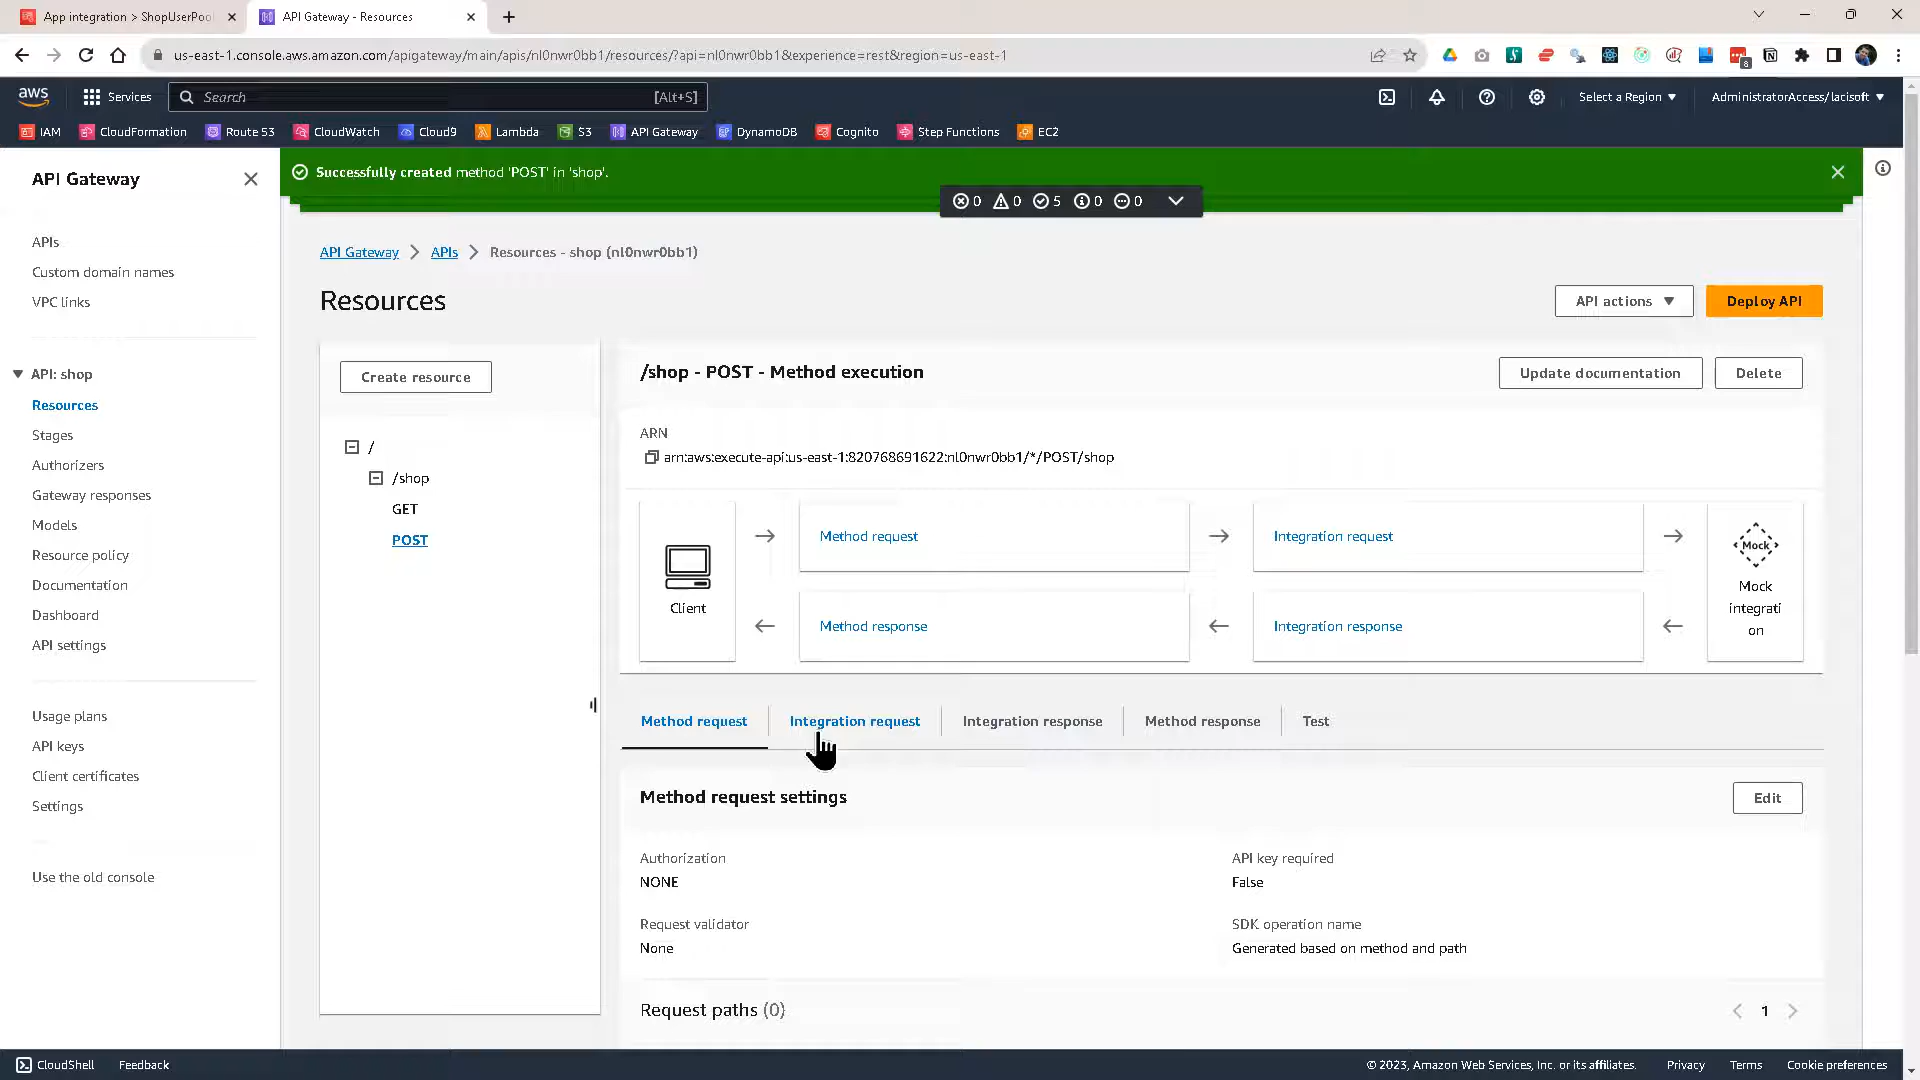 App integration > ShopUserPoo
API Gateway - Resources
us-east-1.console.aws.amazon.com/apigateway/main/apis/nl0nwr0bb1/resources/?api=nl0nwr0bb1&experience=rest&region=us-east-1
8
aws
Services
Search
[Alt+S]
Select a Region
AdministratorAccess/lacisoft
IAM
CloudFormation
Route 53
CloudWatch
Cloud9
Lambda
S3
API Gateway
DynamoDB
Cognito
Step Functions
EC2
API Gateway
Successfully created method 'POST' in 'shop'.
0 0 5 0 0
APIs
Custom domain names
VPC links
API: shop
Resources
Stages
Authorizers
Gateway responses
Models
Resource policy
Documentation
Dashboard
API settings
Usage plans
API keys
Client certificates
Settings
Use the old console
API Gateway
APIs
Resources - shop (nl0nwr0bb1)
Resources
API actions
Deploy API
Create resource
/
/shop
GET
POST
/shop - POST - Method execution
Update documentation
Delete
ARN
arn:aws:execute-api:us-east-1:820768691622:nl0nwr0bb1/*/POST/shop
Client
Method request
Integration request
Method response
Integration response
Mock
Mock
integrati
on
Method request
Integration request
Integration response
Method response
Test
Method request settings
Edit
Authorization
NONE
API key required
False
Request validator
None
SDK operation name
Generated based on method and path
Request paths (0)
1
CloudShell
Feedback
© 2023, Amazon Web Services, Inc. or its affiliates.
Privacy
Terms
Cookie preferences